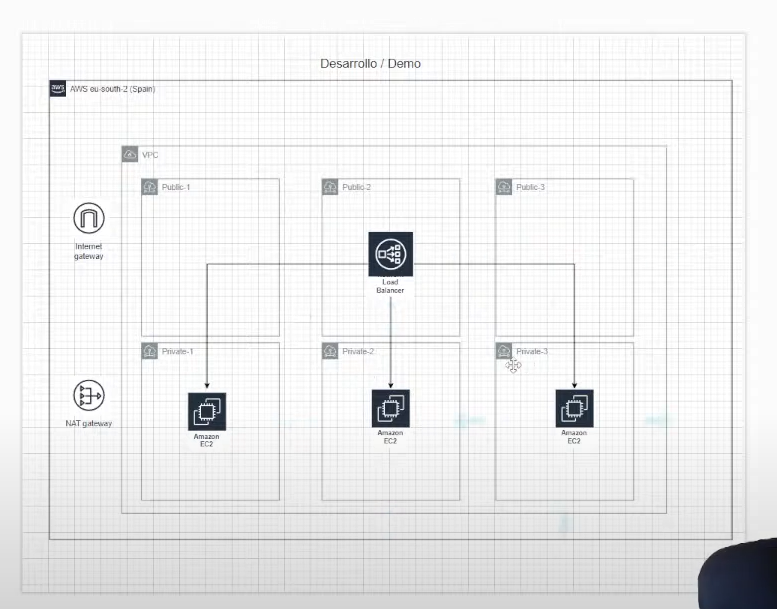 Desarrollo / Demo
aws
AWS eu-south-2 (Spain)
VPC
Public-1
Public-2
Public-3
Internet
gateway
Load
Balancer
Private-1
Private-2
Private-3
NAT gateway
Amazon
EC2
Amazon
EC2
Amazon
EC2